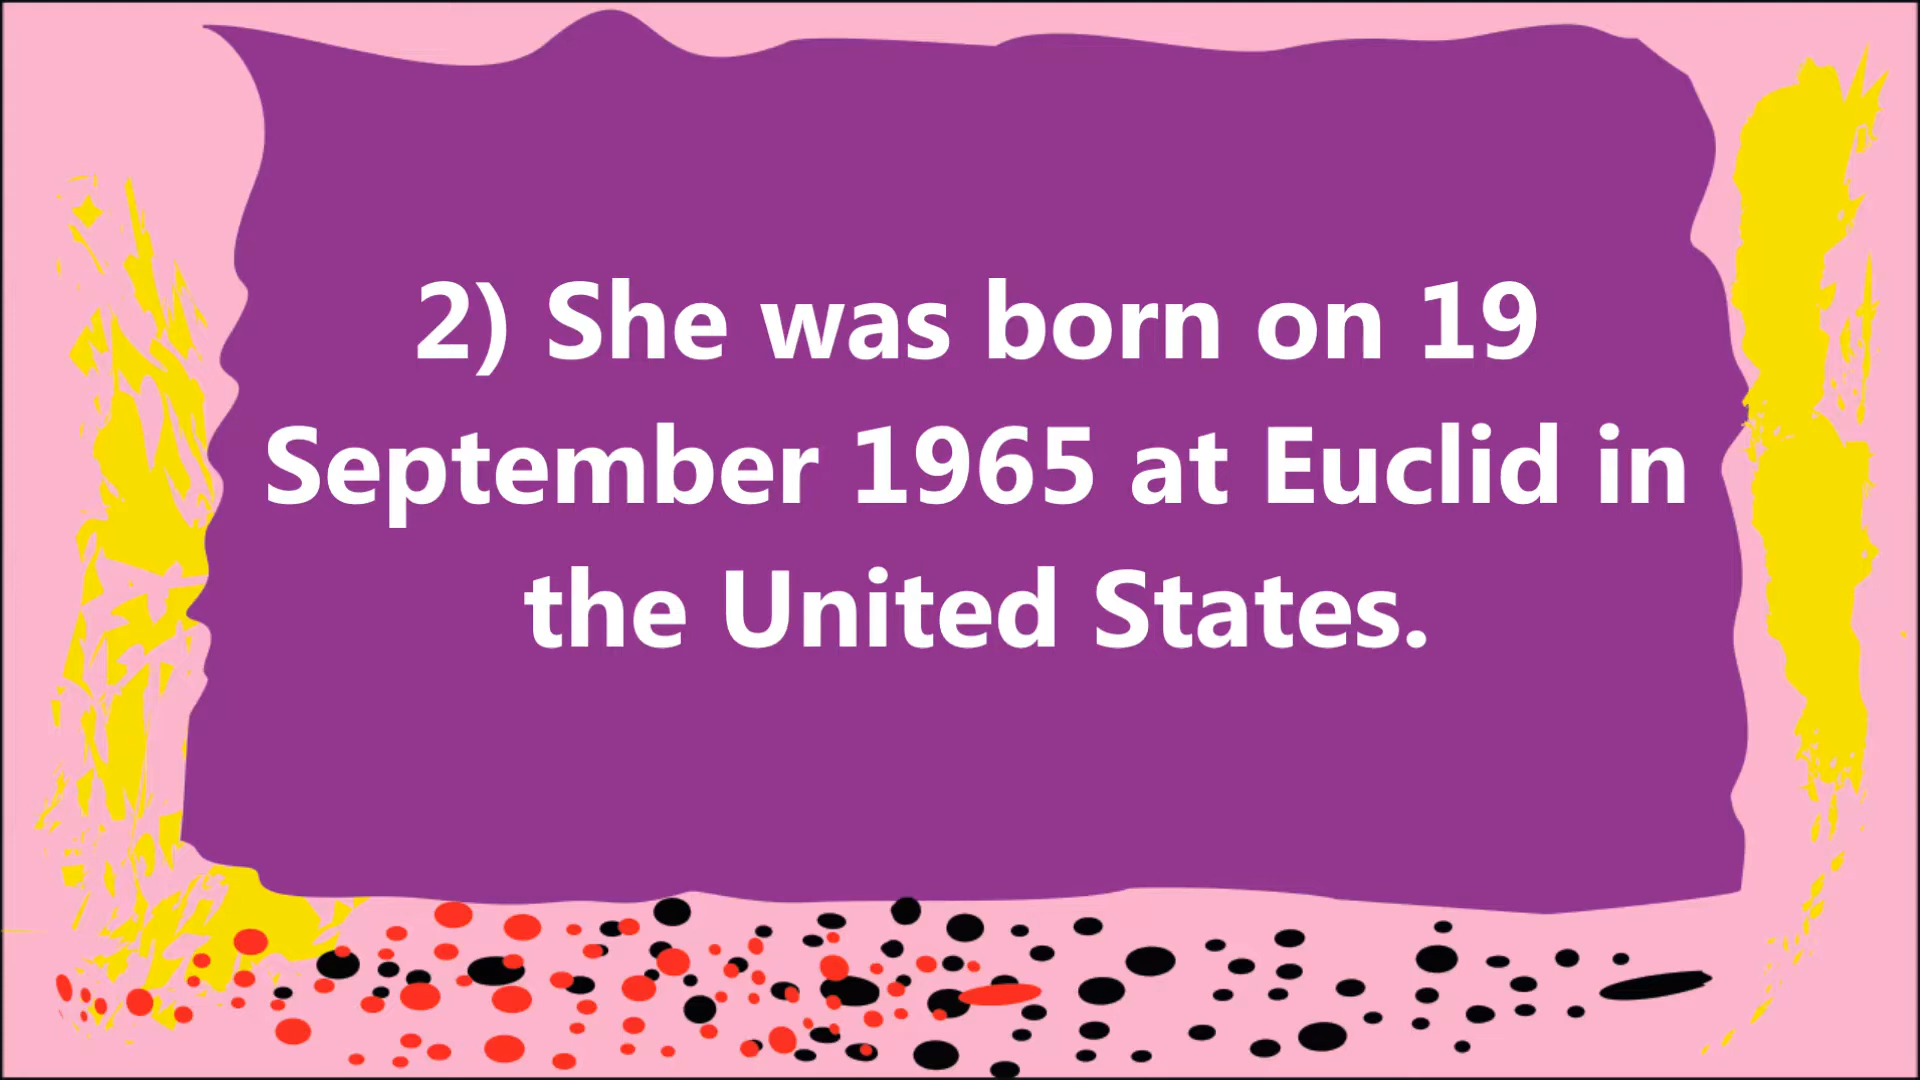 2) She was born on 19
September 1965 at Euclid in
the United States.